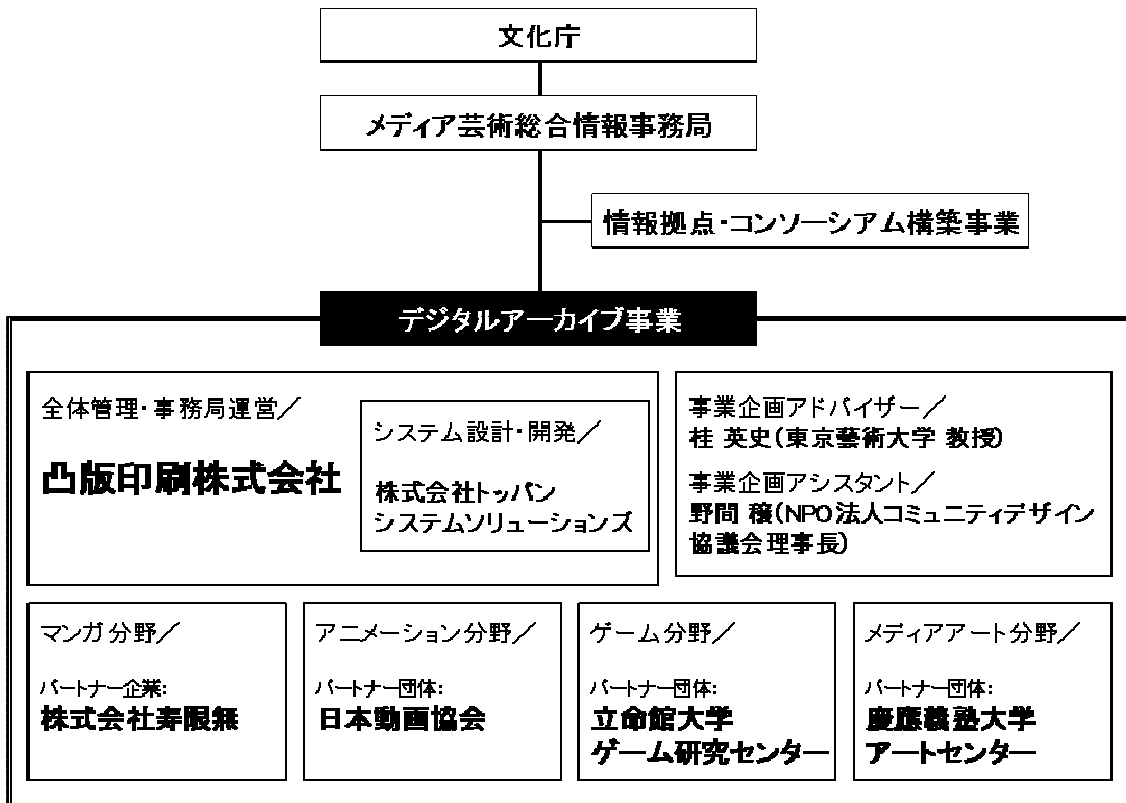 文化庁
メディア芸術総合情報事務局
情報拠点・コンソーシアム構築事業
デジタルアーカイブ事業
全体管理・事務局運営／
凸版印刷株式会社
システム設計・開発／
株式会社トッパン
システムソリューションズ
事業企画アドバイザー／
桂 英史（東京藝術大学 教授）
事業企画アシスタント／
野間 穣（NPO法人コミュニティデザイン
協議会理事長）
マンガ分野／
パートナー企業：
株式会社寿限無
アニメーション分野／
パートナー団体：
日本動画協会
ゲーム分野／
パートナー団体：
立命館大学
ゲーム研究センター
メディアアート分野／
パートナー団体：
慶應義塾大学
アートセンター